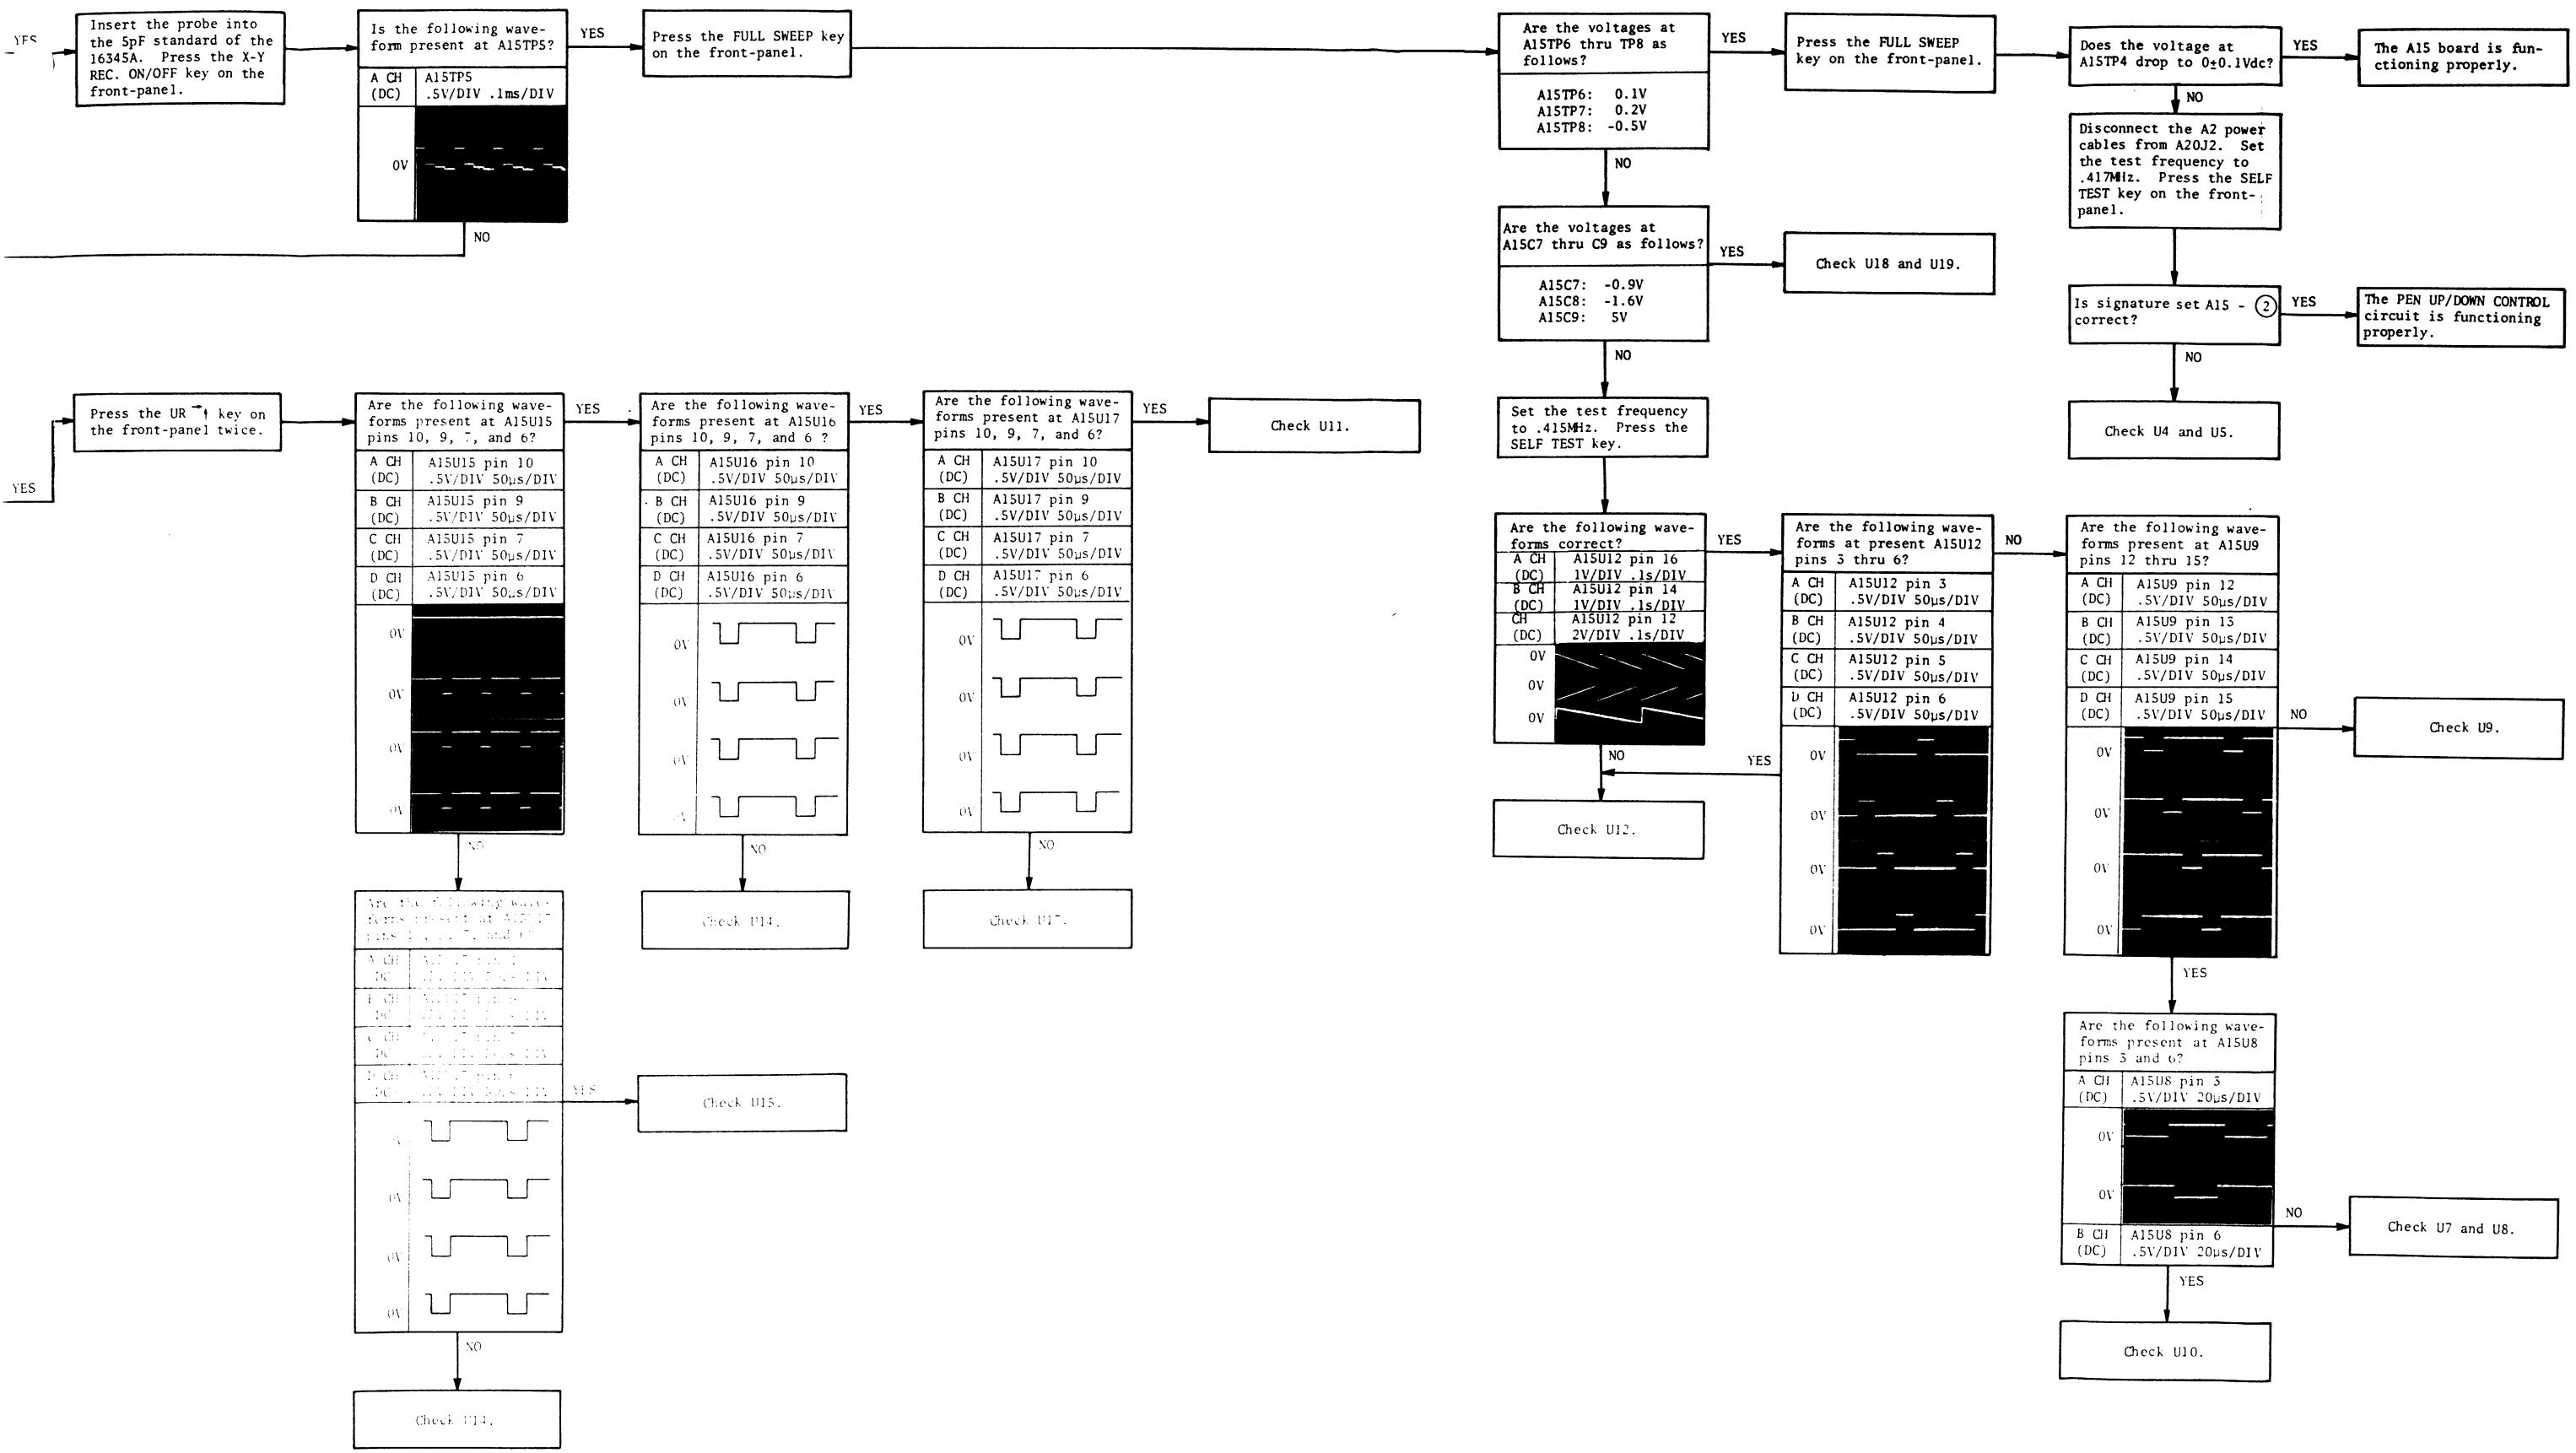 YES
Insert the probe into
the 5pF standard of the
16345A. Press the X-Y
REC. ON/OFF key on the
front-panel.
Is the following wave-
form present at A15TP5?
A CH
(DC)
A15TP5
.5V/DIV .1ms/DIV
0V
NO
YES
Press the FULL SWEEP key
on the front-panel.
Are the voltages at
A15TP6 thru TP8 as
follows?
A15TP6: 0.1V
A15TP7: 0.2V
A15TP8: -0.5V
YES
NO
Press the FULL SWEEP
key on the front-panel.
Does the voltage at
A15TP4 drop to 0±0.1Vdc?
YES
The A15 board is fun-
ctioning properly.
NO
Disconnect the A2 power
cables from A20J2. Set
the test frequency to
.417MHz. Press the SELF
TEST key on the front-
panel.
Is signature set A15 - ②
correct?
YES
The PEN UP/DOWN CONTROL
circuit is functioning
properly.
NO
Check U4 and U5.
Are the voltages at
A15C7 thru C9 as follows?
A15C7: -0.9V
A15C8: -1.6V
A15C9: 5V
YES
Check U18 and U19.
NO
Set the test frequency
to .415MHz. Press the
SELF TEST key.
YES
Press the UR key on
the front-panel twice.
Are the following wave-
forms present at A15U15
pins 10, 9, 7, and 6?
A CH
(DC)
A15U15 pin 10
.5V/DIV 50µs/DIV
B CH
(DC)
A15U15 pin 9
.5V/DIV 50µs/DIV
C CH
(DC)
A15U15 pin 7
.5V/DIV 50µs/DIV
D CH
(DC)
A15U15 pin 6
.5V/DIV 50µs/DIV
0V
0V
0V
0V
YES
NO
Are the following wave-
forms present at A15U16
pins 10, 9, 7, and 6 ?
A CH
(DC)
A15U16 pin 10
.5V/DIV 50µs/DIV
B CH
(DC)
A15U16 pin 9
.5V/DIV 50µs/DIV
C CH
(DC)
A15U16 pin 7
.5V/DIV 50µs/DIV
D CH
(DC)
A15U16 pin 6
.5V/DIV 50µs/DIV
0V
0V
0V
YES
NO
Check U14.
Are the following wave-
forms present at A15U17
pins 10, 9, 7, and 6?
A CH
(DC)
A15U17 pin 10
.5V/DIV 50µs/DIV
B CH
(DC)
A15U17 pin 9
.5V/DIV 50µs/DIV
C CH
(DC)
A15U17 pin 7
.5V/DIV 50µs/DIV
D CH
(DC)
A15U17 pin 6
.5V/DIV 50µs/DIV
0V
0V
0V
0V
YES
Check U11.
NO
Check U17.
Are the following wave-
forms present at
and
A CH
DC
CH
DC
CH
DC
CH
DC
0V
0V
0V
YES
Check U15.
NO
Check U14.
Are the following wave-
forms correct?
A CH
(DC)
A15U12 pin 16
1V/DIV .1s/DIV
B CH
(DC)
A15U12 pin 14
1V/DIV .1s/DIV
CH
(DC)
A15U12 pin 12
2V/DIV .1s/DIV
0V
0V
0V
YES
NO
Check U12.
Are the following wave-
forms at present A15U12
pins 3 thru 6?
A CH
(DC)
A15U12 pin 3
.5V/DIV 50µs/DIV
B CH
(DC)
A15U12 pin 4
.5V/DIV 50µs/DIV
C CH
(DC)
A15U12 pin 5
.5V/DIV 50µs/DIV
D CH
(DC)
A15U12 pin 6
.5V/DIV 50µs/DIV
0V
0V
0V
0V
YES
NO
Are the following wave-
forms present at A15U9
pins 12 thru 15?
A CH
(DC)
A15U9 pin 12
.5V/DIV 50µs/DIV
B CH
(DC)
A15U9 pin 13
.5V/DIV 50µs/DIV
C CH
(DC)
A15U9 pin 14
.5V/DIV 50µs/DIV
D CH
(DC)
A15U9 pin 15
.5V/DIV 50µs/DIV
0V
0V
0V
0V
NO
Check U9.
YES
Are the following wave-
forms present at A15U8
pins 3 and 6?
A CH
(DC)
A15U8 pin 3
.5V/DIV 20µs/DIV
0V
0V
B CH
(DC)
A15U8 pin 6
.5V/DIV 20µs/DIV
NO
Check U7 and U8.
YES
Check U10.